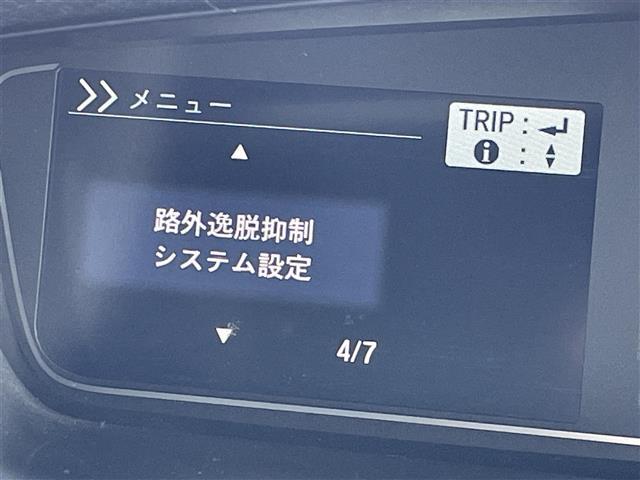 >> メニュー
TRIP : ↲
i : ▲▼
▲
路外逸脱抑制
システム設定
▼
4/7